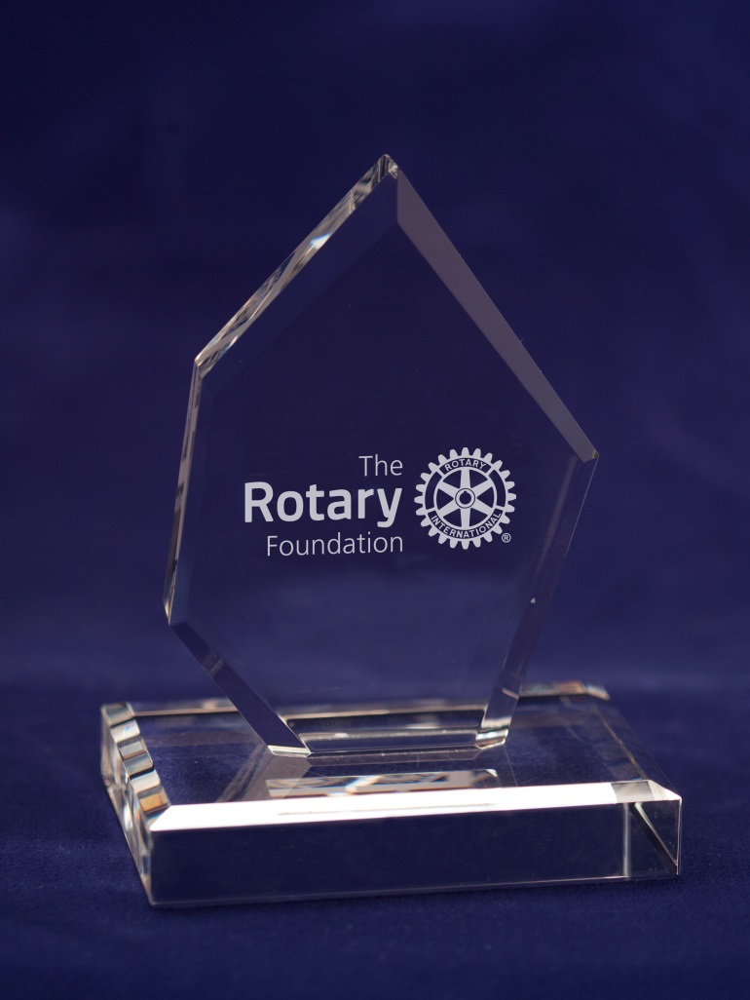 The
Rotary
Foundation
ROTARY
INTERNATIONAL
®